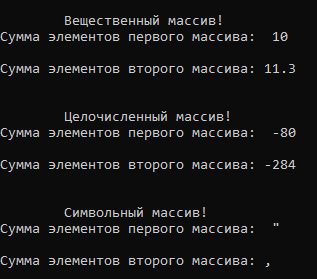 Вещественный массив!
Сумма элементов первого массива:  10
Сумма элементов второго массива: 11.3
Целочисленный массив!
Сумма элементов первого массива:  -80
Сумма элементов второго массива: -284
Символьный массив!
Сумма элементов первого массива:  "
Сумма элементов второго массива: ,